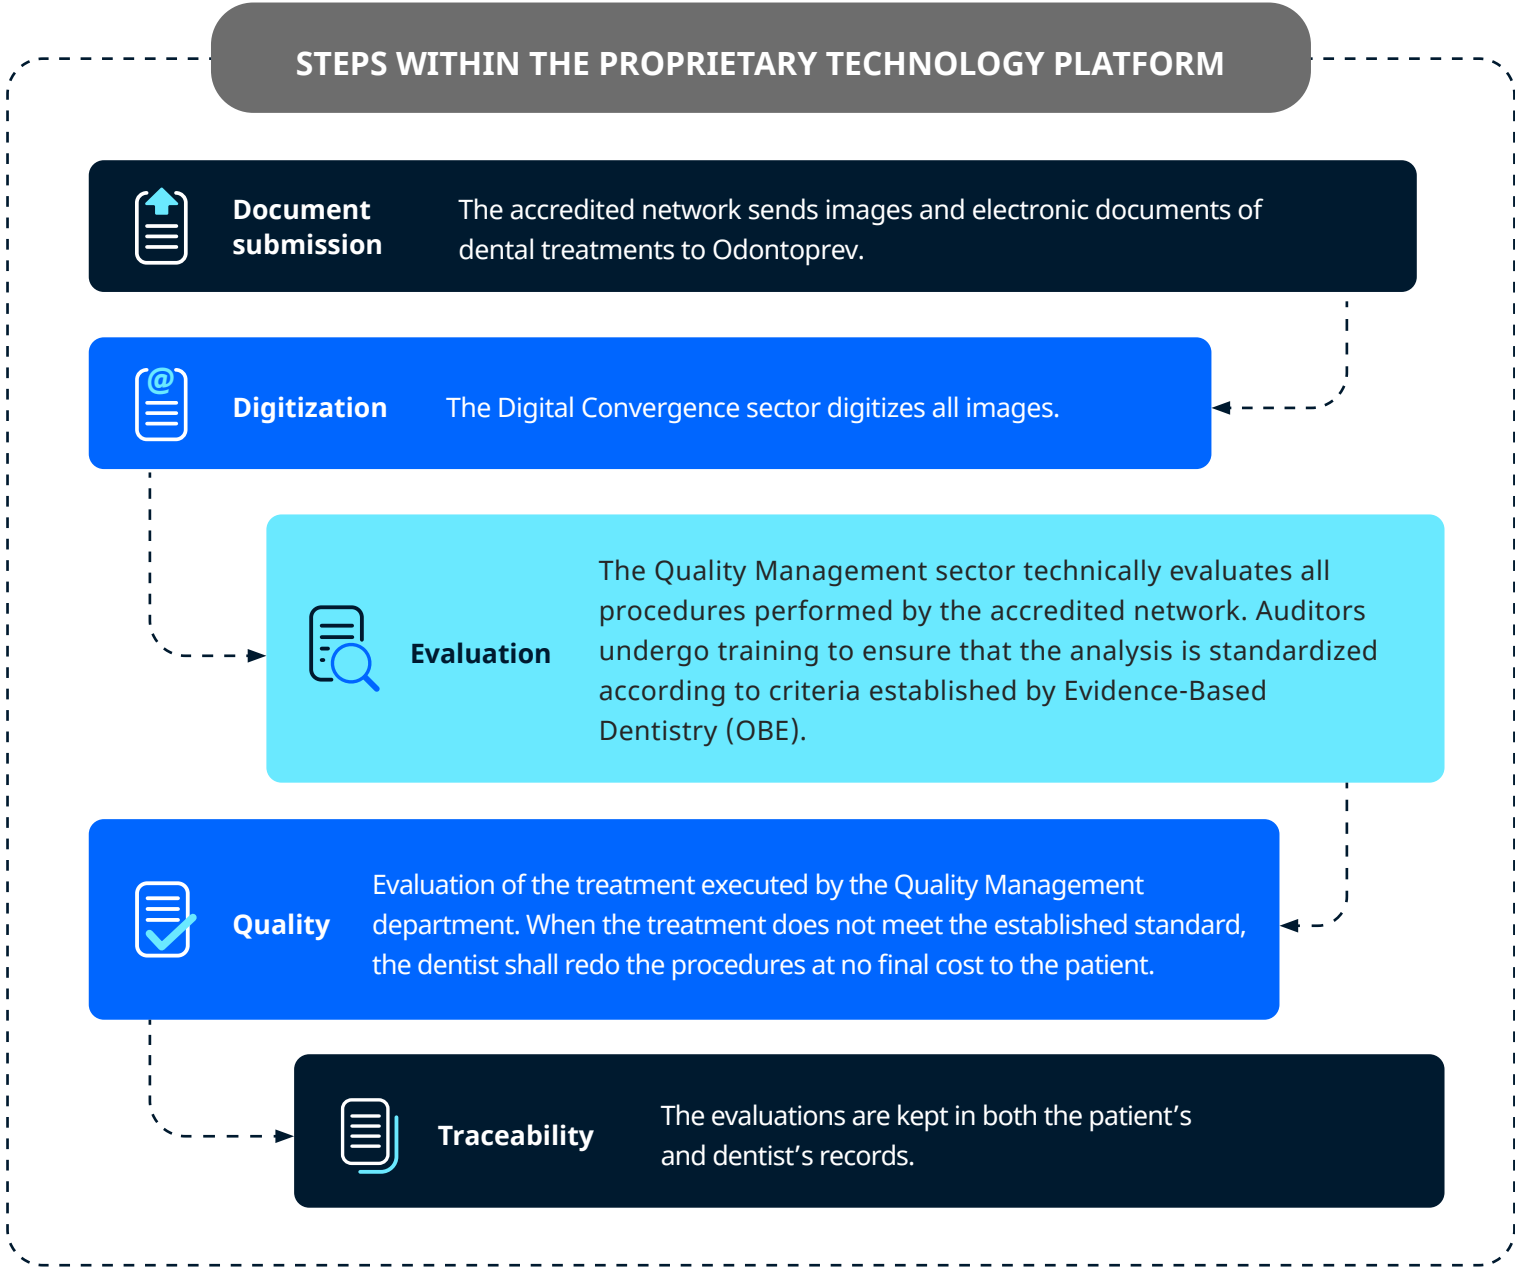 STEPS WITHIN THE PROPRIETARY TECHNOLOGY PLATFORM
Document
submission
The accredited network sends images and electronic documents of
dental treatments to Odontoprev.
@
Digitization
The Digital Convergence sector digitizes all images.
Evaluation
The Quality Management sector technically evaluates all
procedures performed by the accredited network. Auditors
undergo training to ensure that the analysis is standardized
according to criteria established by Evidence-Based
Dentistry (OBE).
Quality
Evaluation of the treatment executed by the Quality Management
department. When the treatment does not meet the established standard,
the dentist shall redo the procedures at no final cost to the patient.
Traceability
The evaluations are kept in both the patient’s
and dentist’s records.